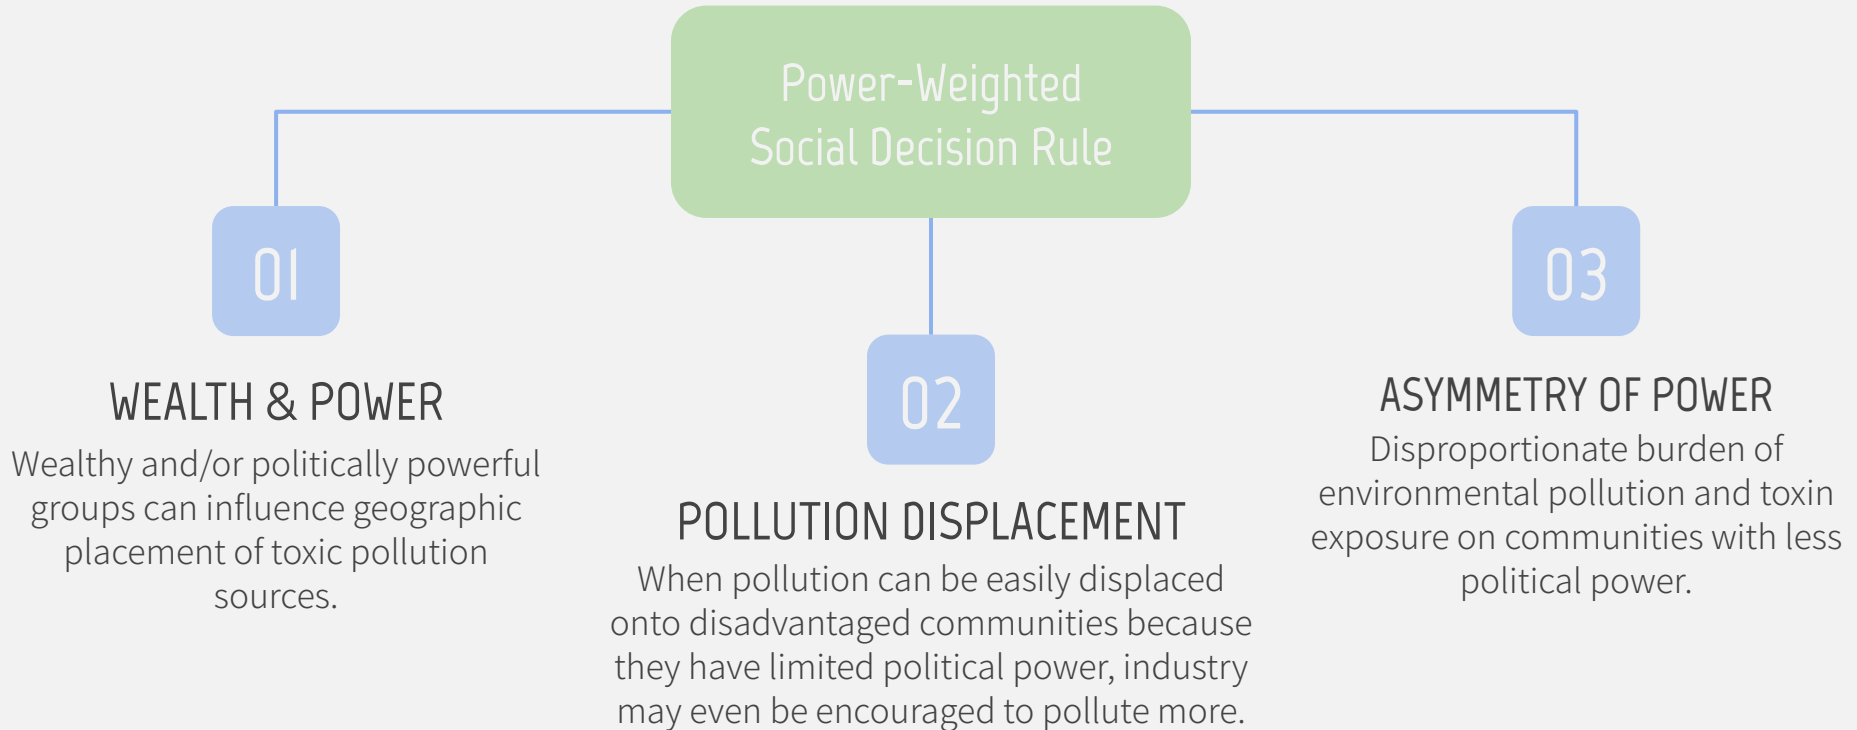 Power-Weighted
Social Decision Rule
01
WEALTH & POWER
Wealthy and/or politically powerful
groups can influence geographic
placement of toxic pollution
sources.
02
POLLUTION DISPLACEMENT
When pollution can be easily displaced
onto disadvantaged communities because
they have limited political power, industry
may even be encouraged to pollute more.
03
ASYMMETRY OF POWER
Disproportionate burden of
environmental pollution and toxin
exposure on communities with less
political power.